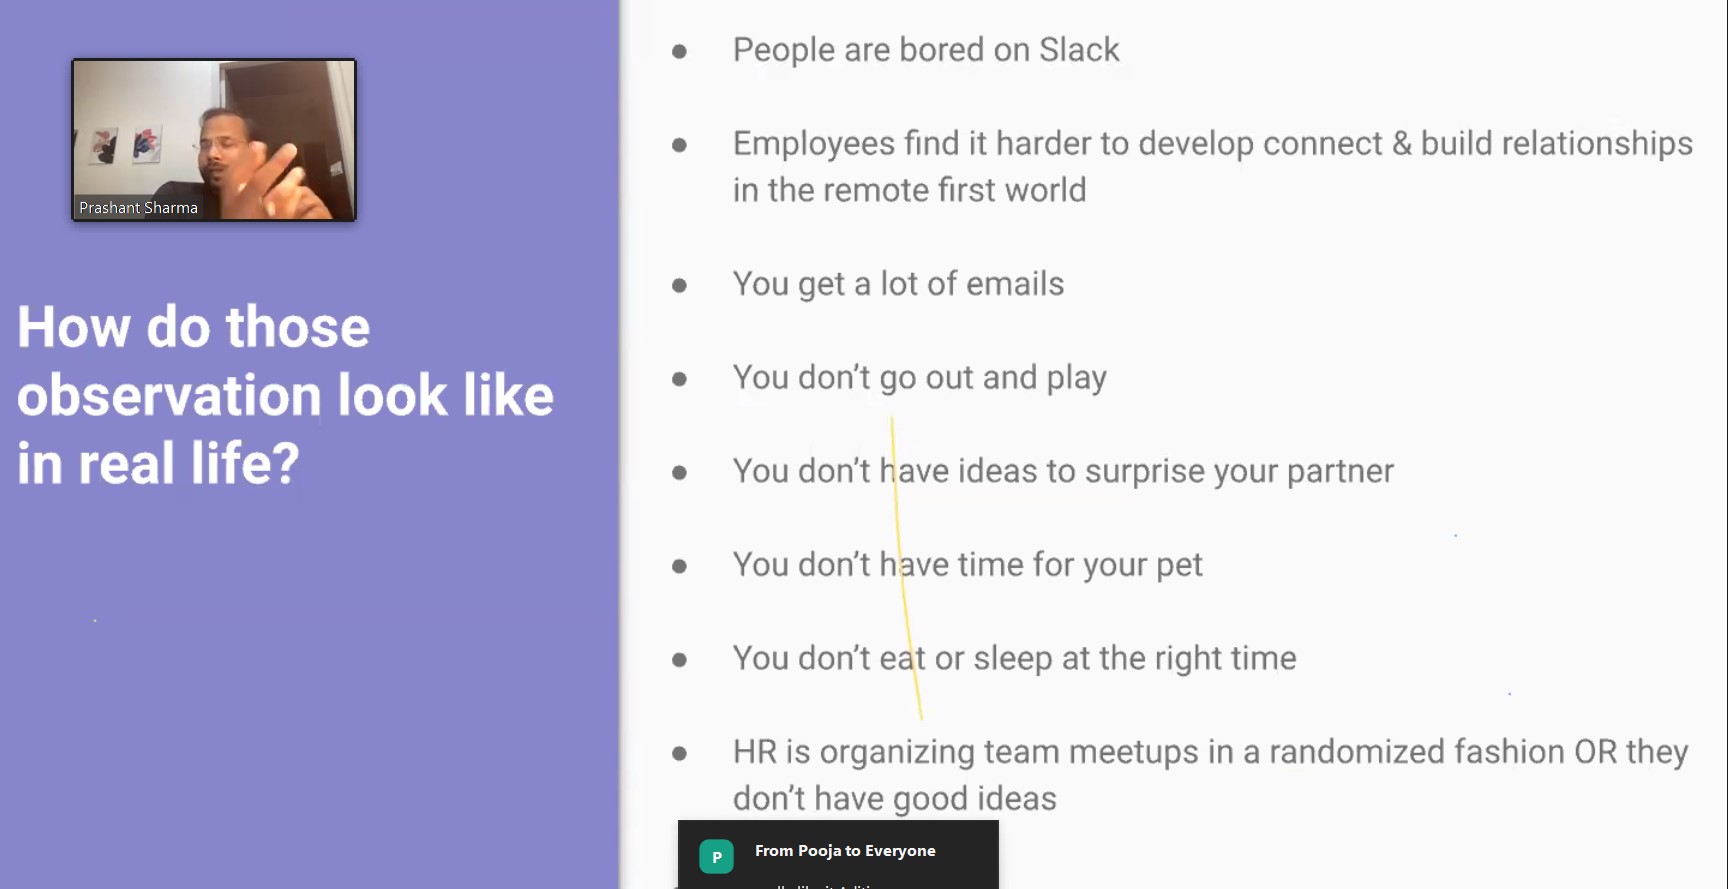 Prashant Sharma
How do those
observation look like
in real life?
People are bored on Slack
Employees find it harder to develop connect & build relationships
in the remote first world
You get a lot of emails
You don't go out and play
You don't have ideas to surprise your partner
You don't have time for your pet
You don't eat or sleep at the right time
HR is organizing team meetups in a randomized fashion OR they
don't have good ideas
P
From Pooja to Everyone